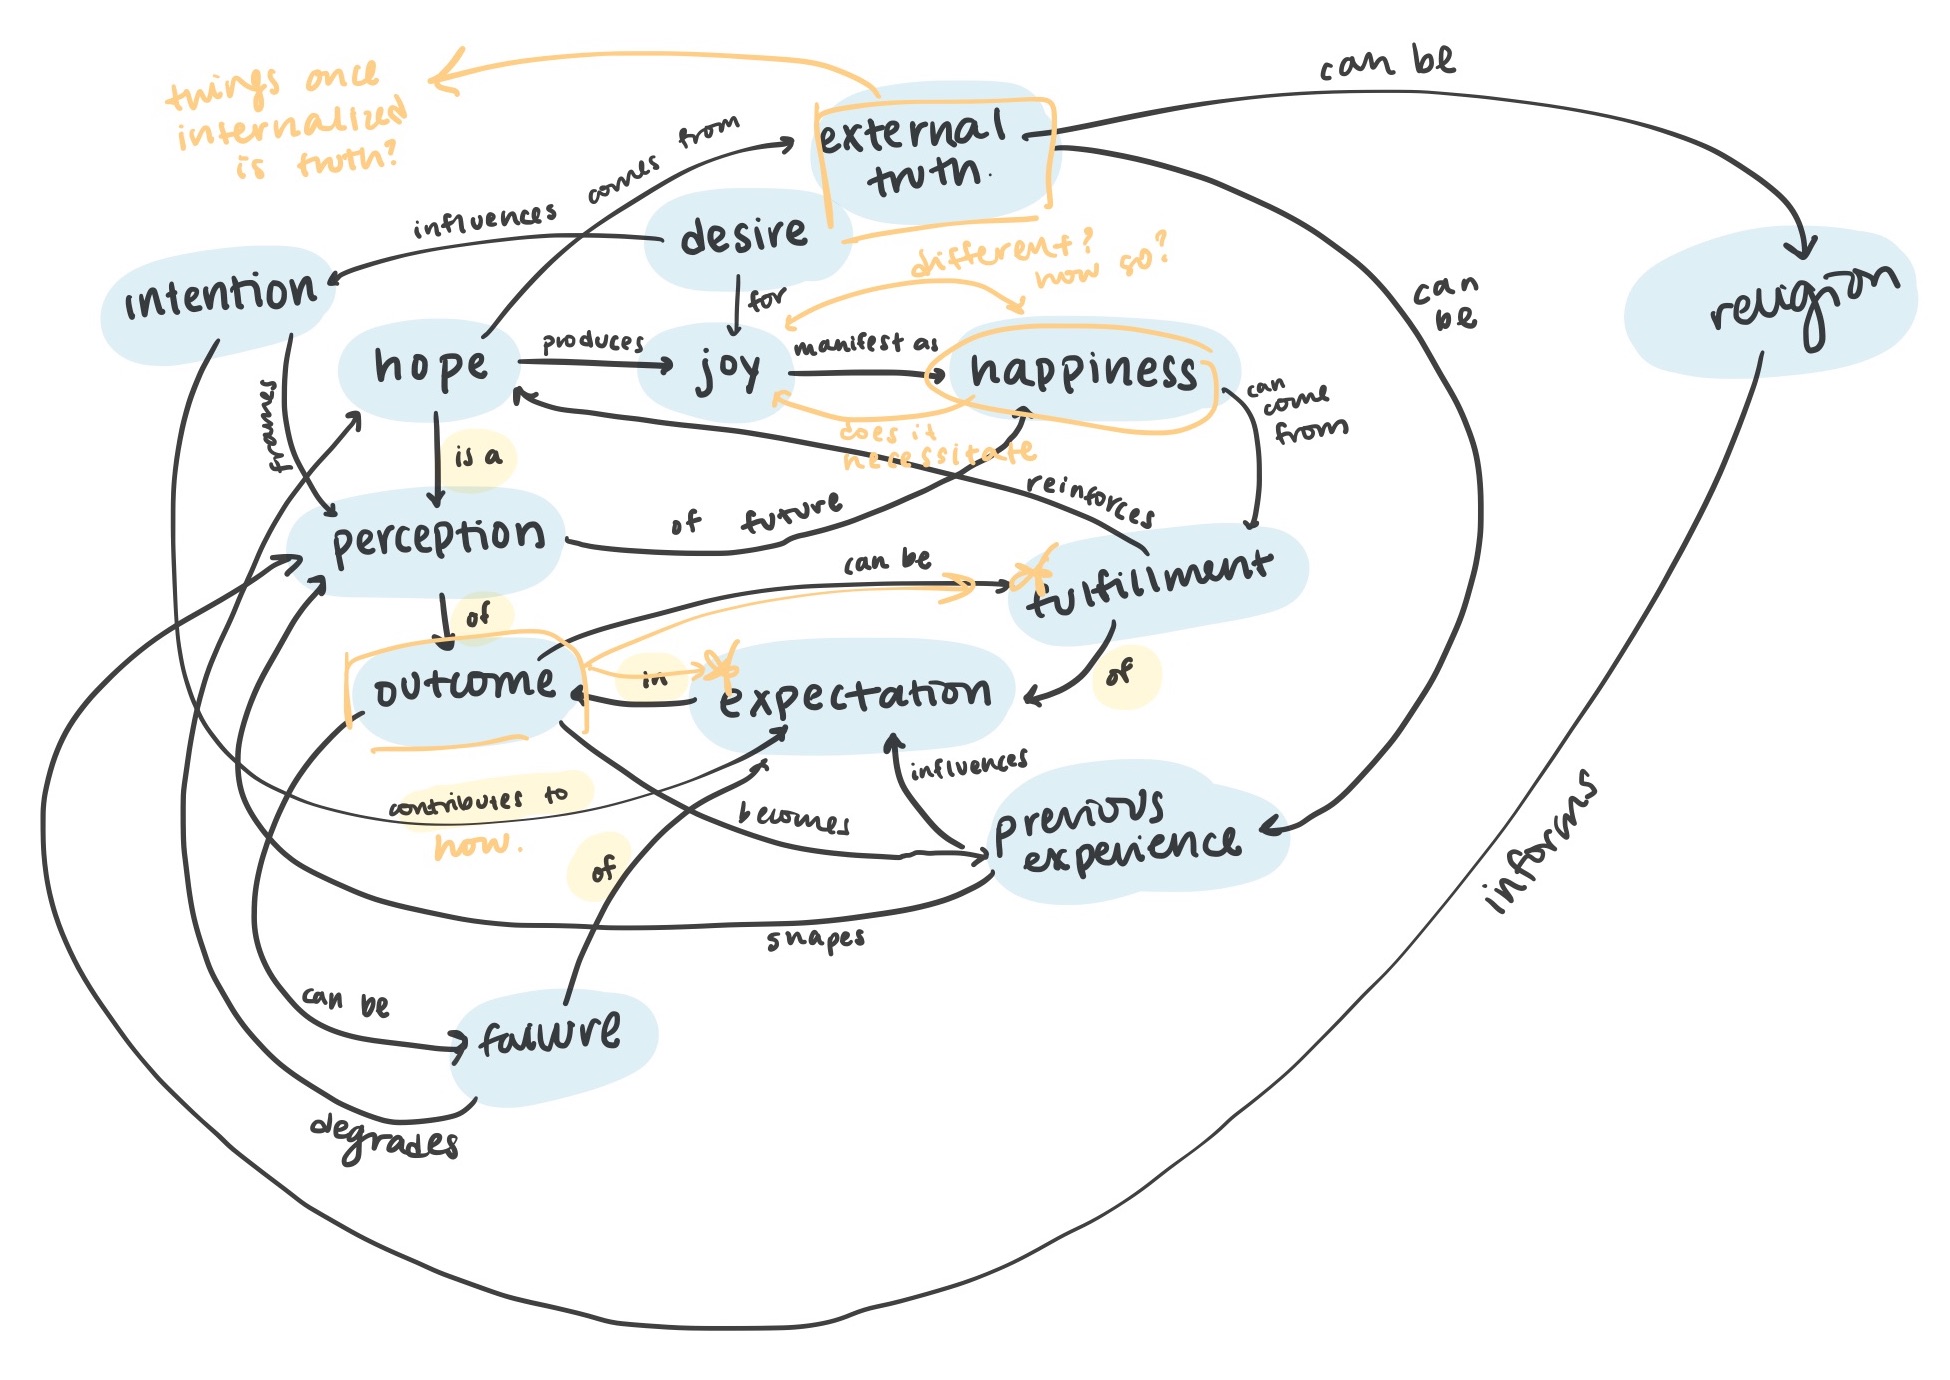 can be
things once
internalized
is truth?
comes from
external
truth.
influences
desire
different?
how so?
intention
for
can
be
religion
hope
produces
joy
manifest as
happiness
frames
can
come
from
does it
necessitate
is a
reinforces
of future
perception
can be
fulfillment
of
outcome
in
expectation
of
influences
contributes to
how.
becomes
previous
experience
informs
of
shapes
can be
failure
degrades